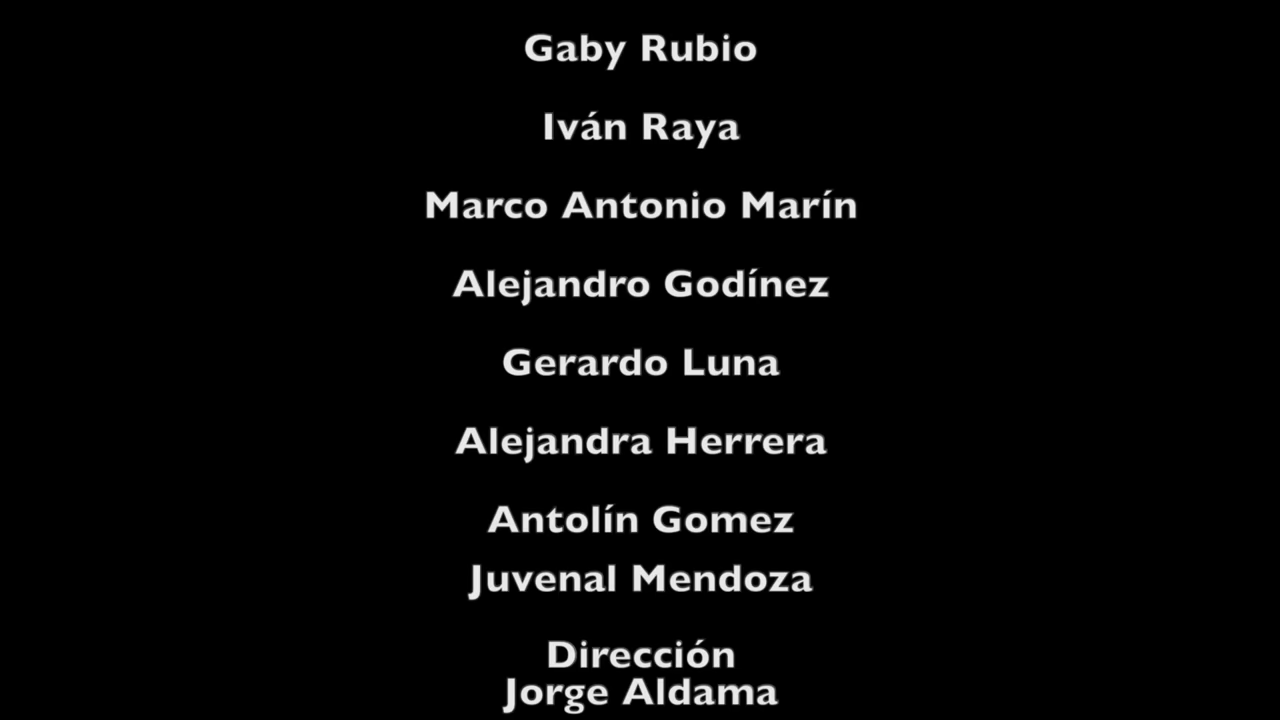 Gaby Rubio
Iván Raya
Marco Antonio Marín
Alejandro Godínez
Gerardo Luna
Alejandra Herrera
Antolín Gomez
Juvenal Mendoza
Dirección
Jorge Aldama